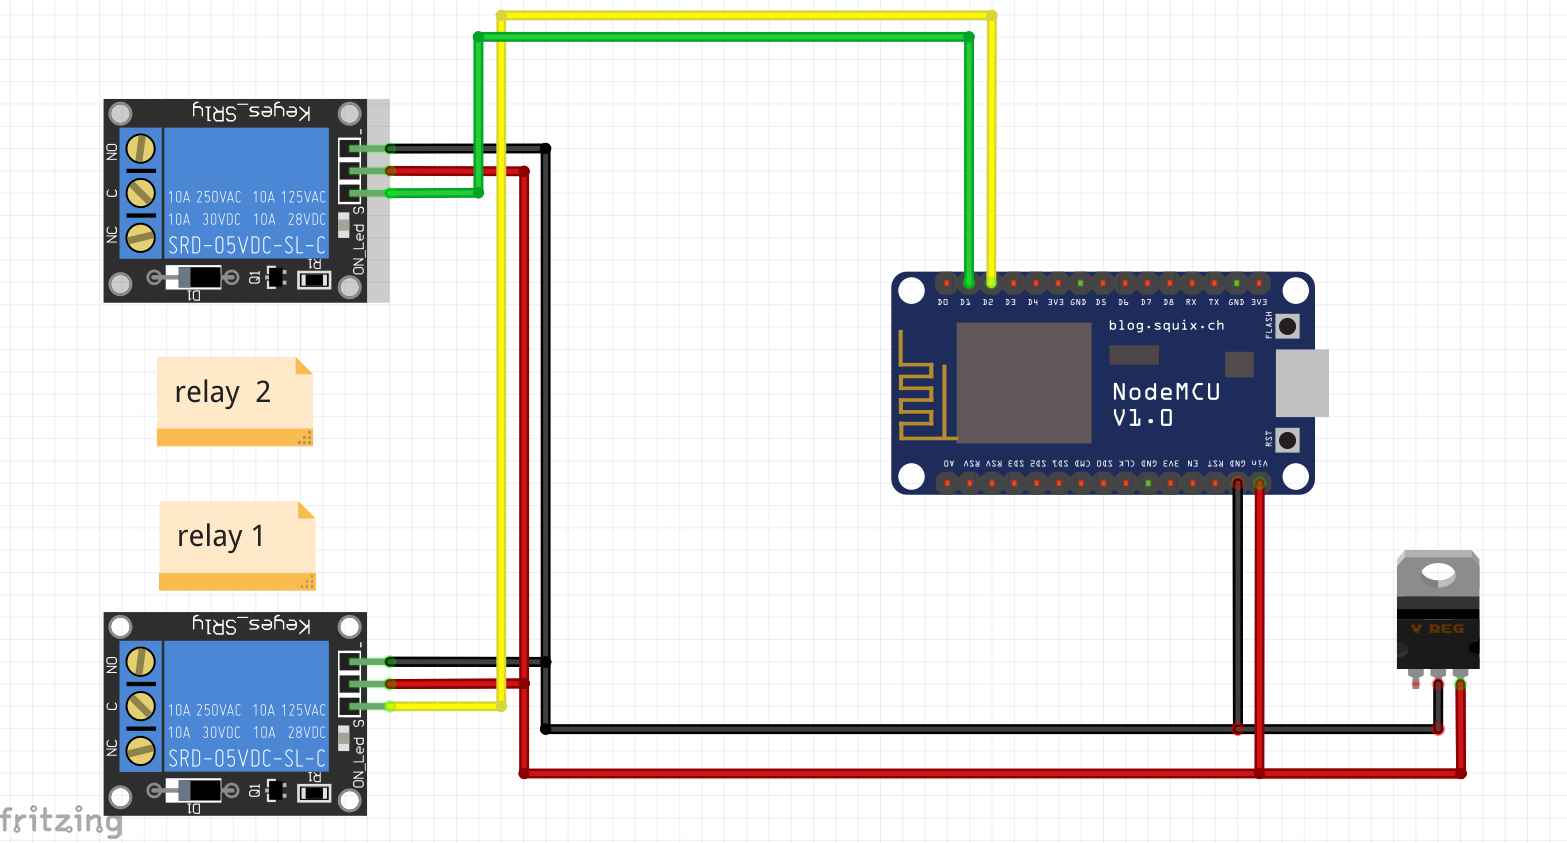 Keyes_SR1y
NO
C
NC
10A 250VAC 10A 125VAC
10A 30VDC 10A 28VDC
SRD-05VDC-SL-C
-
S
ON_Led
D1
Q1
R1
relay 2
relay 1
Keyes_SR1y
NO
C
NC
10A 250VAC 10A 125VAC
10A 30VDC 10A 28VDC
SRD-05VDC-SL-C
-
S
ON_Led
D1
Q1
R1
D0 D1 D2 D3 D4 3V3 GND D5 D6 D7 D8 RX TX GND 3V3
blog.squix.ch
FLASH
NodeMCU
V1.0
RST
A0 RSV RSV SD3 SD2 SD1 CMD SD0 CLK GND 3V3 EN RST GND Vin
V REG
fritzing